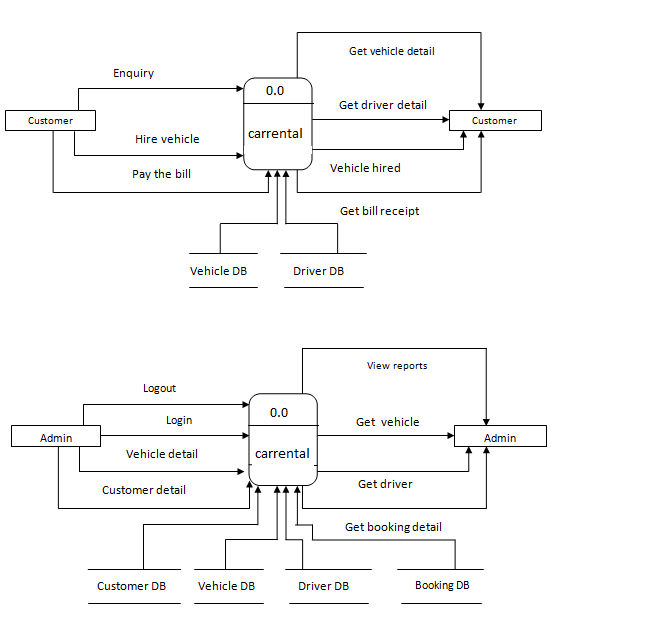 Get vehicle detail
Enquiry
0.0
Get driver detail
Customer
Customer
carrental
Hire vehicle
Vehicle hired
Pay the bill
Get bill receipt
Vehicle DB
Driver DB
View reports
Logout
0.0
Login
Get vehicle
Admin
Admin
Vehicle detail
carrental
Get driver
Customer detail
Get booking detail
Customer DB
Vehicle DB
Driver DB
Booking DB